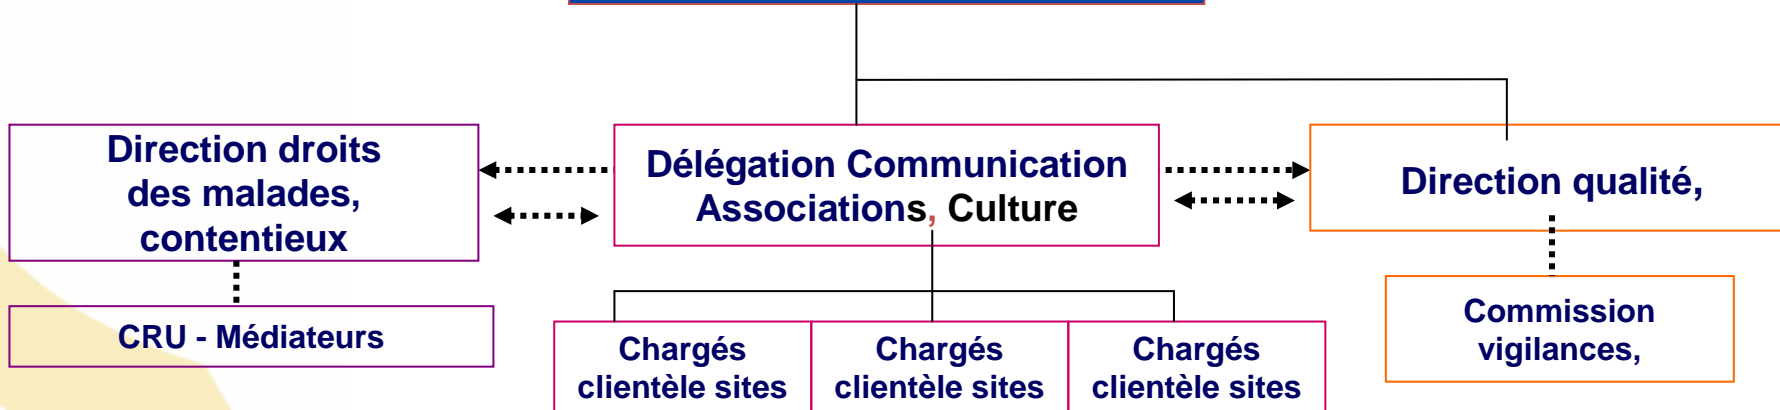 Direction droits
des malades,
contentieux
Délégation Communication
Associations, Culture
Direction qualité,
CRU - Médiateurs
Chargés
clientèle sites
Chargés
clientèle sites
Chargés
clientèle sites
Commission
vigilances,